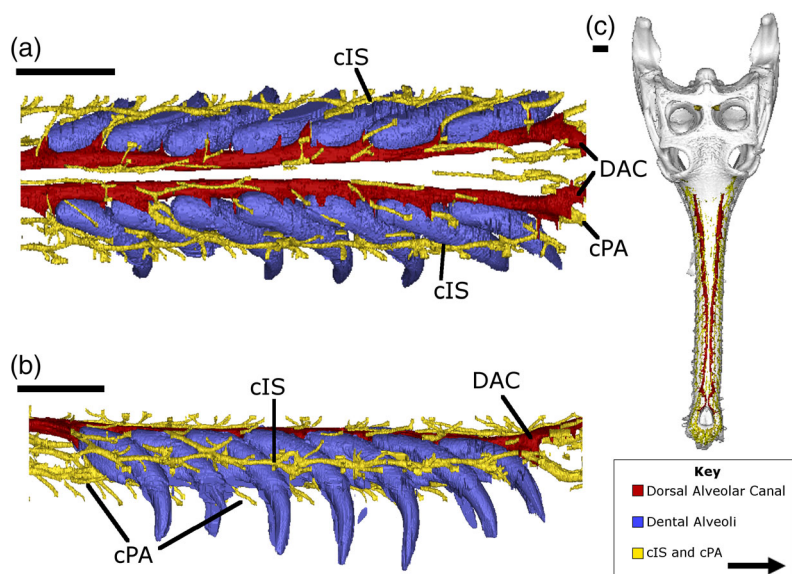 (a)
cIS
DAC
cPA
cIS
(b)
cIS
DAC
cPA
(c)
Key
Dorsal Alveolar Canal
Dental Alveoli
cIS and cPA